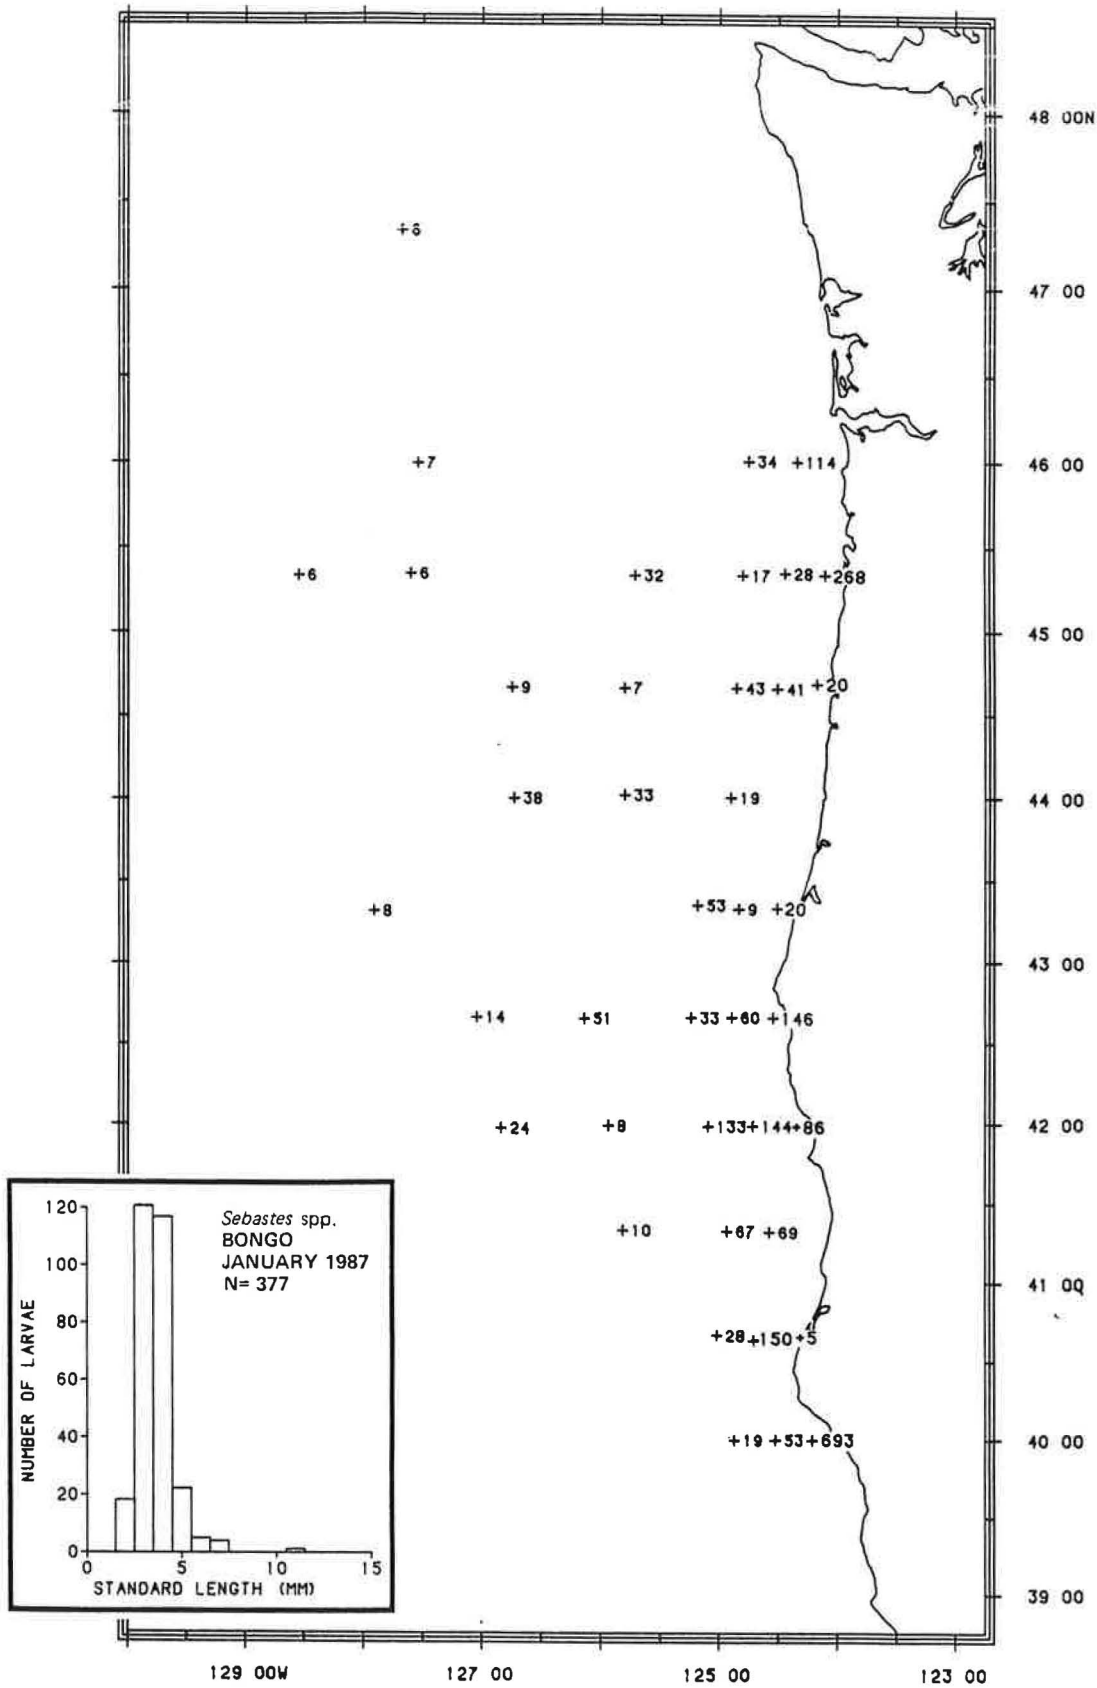 48 00N
+8
47 00
+7 +34 +114 46 00
+6 +6 +32 +17 +28 +268
45 00
+9 +7 +43 +41 +20
+38 +33 +19 44 00
+8 +53 +9 +20
43 00
+14 +51 +33 +60 +146
+24 +8 +133 +144 +86 42 00
+10 +67 +69
41 00
+28 +150 +5
+19 +53 +693 40 00
39 00
129 00W 127 00 125 00 123 00
Sebastes spp.
BONGO
JANUARY 1987
N= 377
NUMBER OF LARVAE
120
100
80
60
40
20
0
0 5 10 15
STANDARD LENGTH (MM)